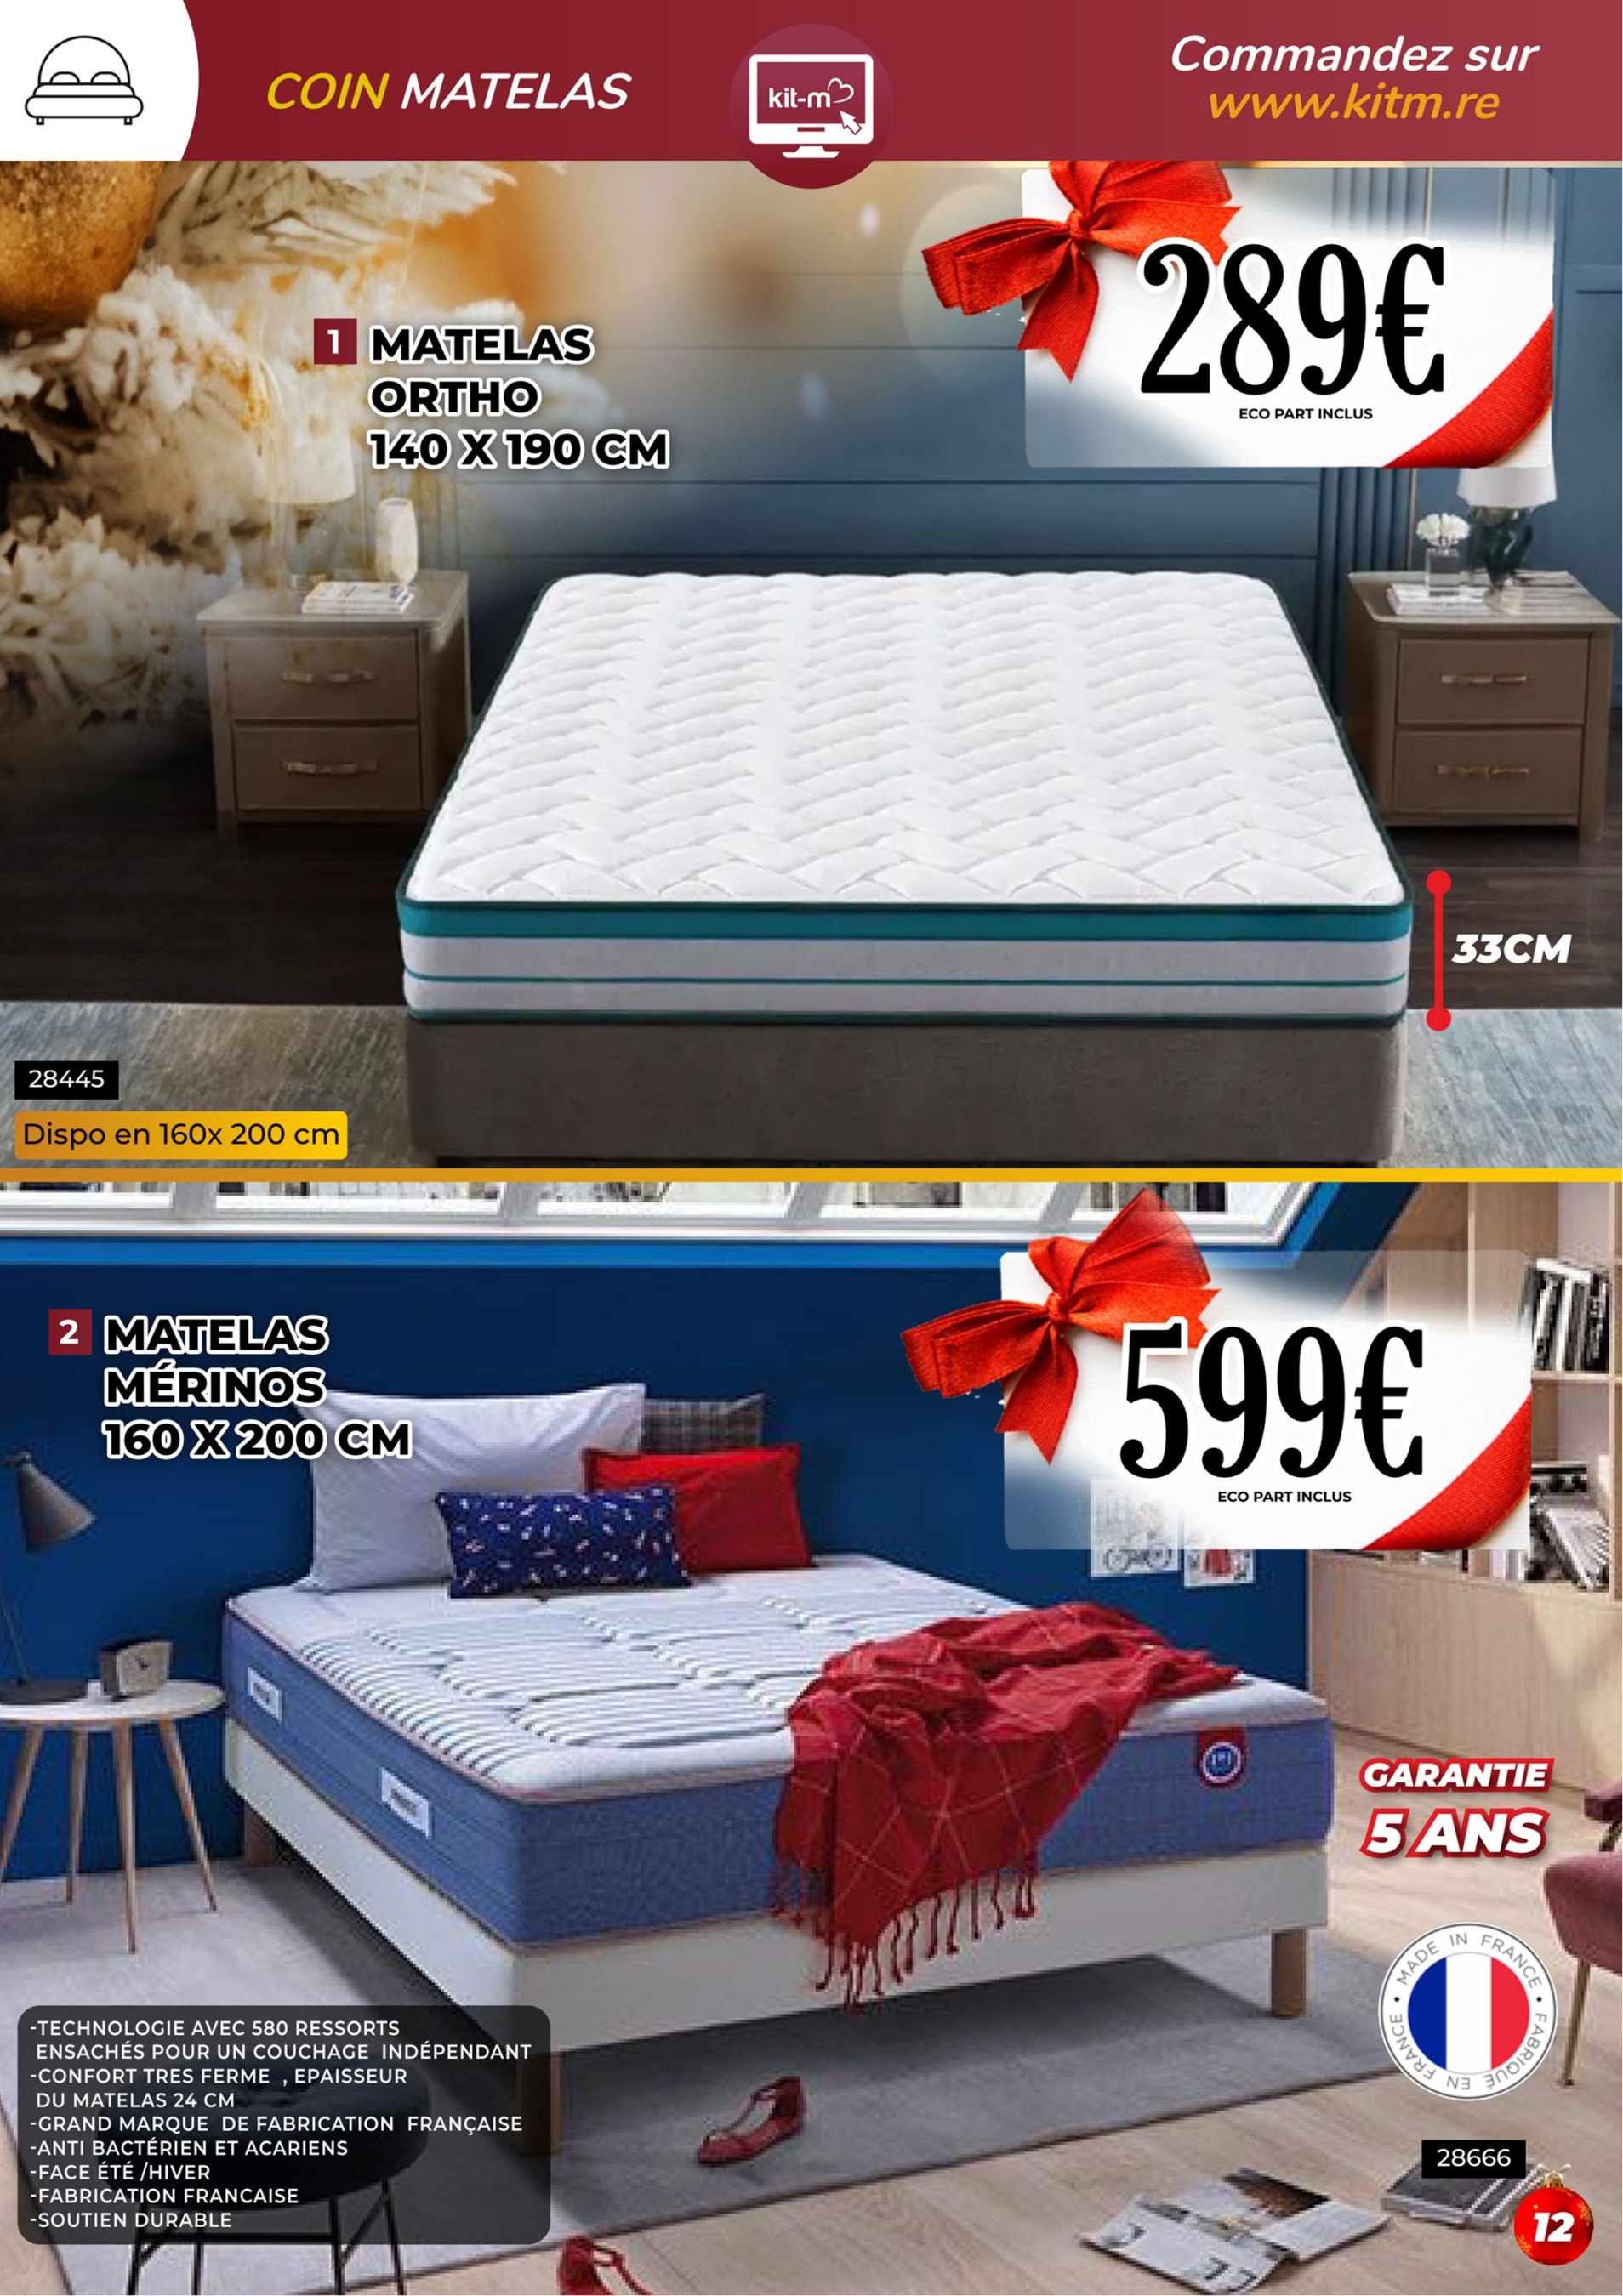 COIN MATELAS
kit-m
Commandez sur
www.kitm.re
1 MATELAS
ORTHO
140 X 190 CM
289€
ECO PART INCLUS
33CM
28445
Dispo en 160x 200 cm
2 MATELAS
MÉRINOS
160 X 200 CM
599€
ECO PART INCLUS
GARANTIE
5 ANS
MADE IN FRANCE • FABRIQUÉ EN FRANCE •
-TECHNOLOGIE AVEC 580 RESSORTS
ENSACHÉS POUR UN COUCHAGE INDÉPENDANT
-CONFORT TRES FERME , EPAISSEUR
DU MATELAS 24 CM
-GRAND MARQUE DE FABRICATION FRANÇAISE
-ANTI BACTÉRIEN ET ACARIENS
-FACE ÉTÉ /HIVER
-FABRICATION FRANCAISE
-SOUTIEN DURABLE
28666
12